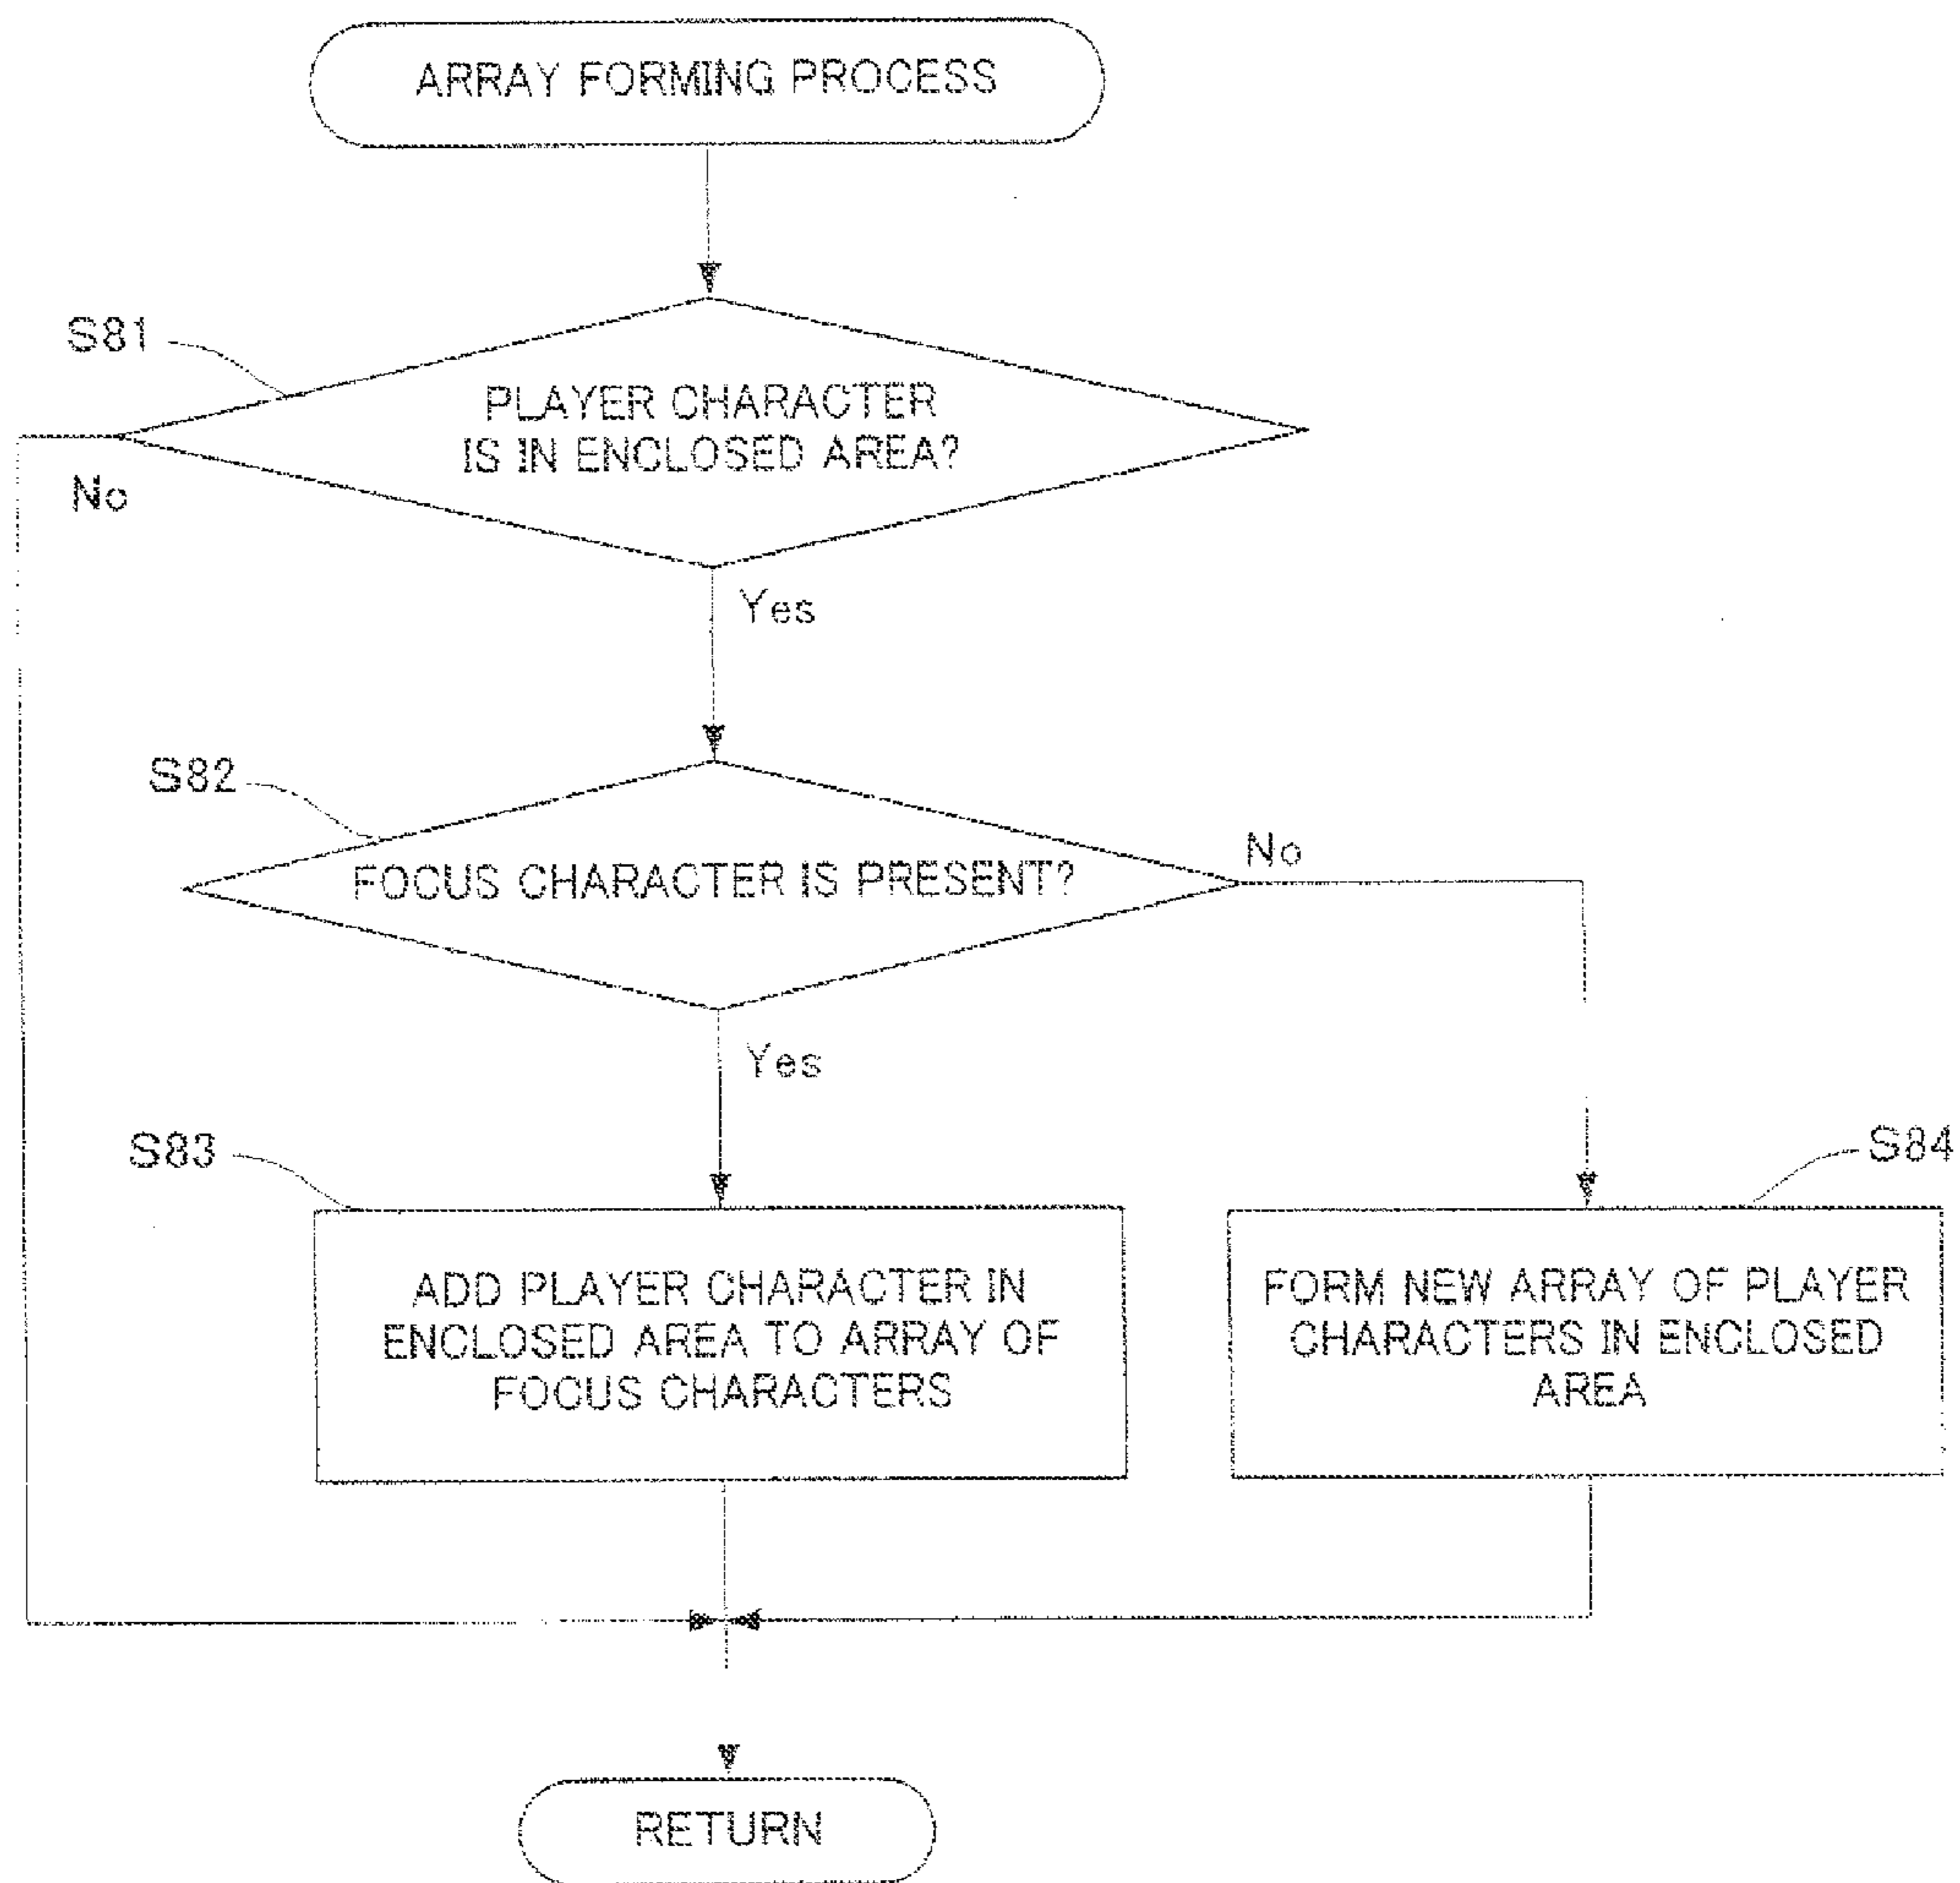 ARRAY FORMING PROCESS
S81
PLAYER CHARACTER
IS IN ENCLOSED AREA?
No
Yes
S82
FOCUS CHARACTER IS PRESENT?
No
Yes
S83
S84
ADD PLAYER CHARACTER IN
ENCLOSED AREA TO ARRAY OF
FOCUS CHARACTERS
FORM NEW ARRAY OF PLAYER
CHARACTERS IN ENCLOSED
AREA
RETURN